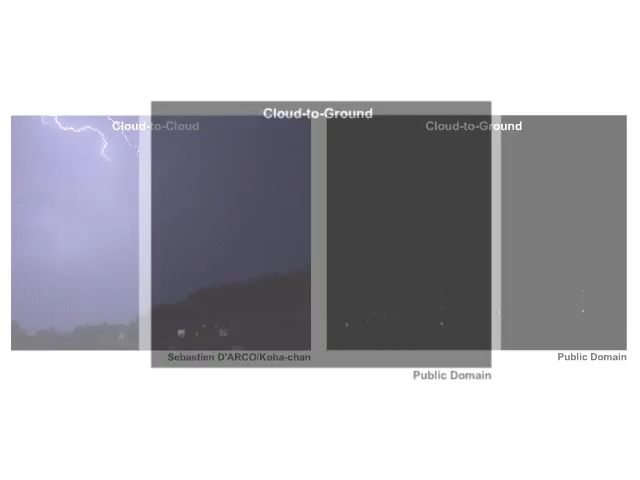 Cloud-to-Ground
Cloud-to-Cloud
Cloud-to-Ground
Sebastien D'ARCO/Koba-chan
Public Domain
Public Domain